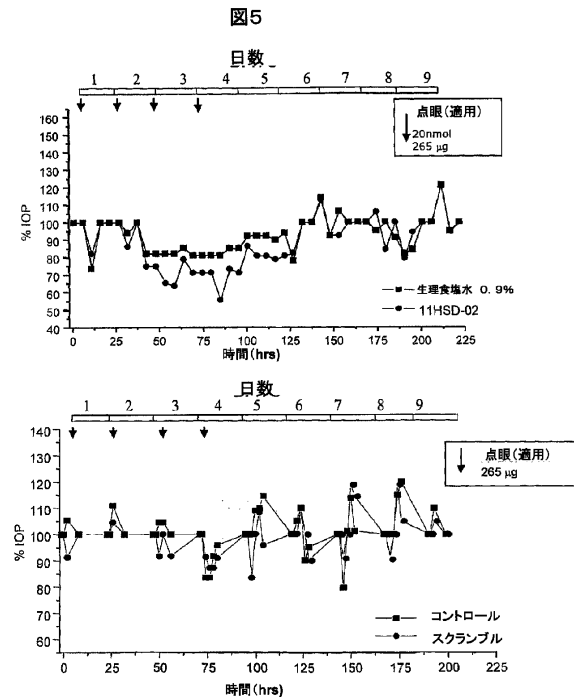 図5
日数
1 2 3 4 5 6 7 8 9
160
150
140
130
120
110
100
90
80
70
60
50
40
% IOP
点眼(適用)
20nmol
265 μg
生理食塩水 0.9%
11HSD-02
0 25 50 75 100 125 150 175 200 225
時間(hrs)
日数
1 2 3 4 5 6 7 8 9
140
130
120
110
100
90
80
70
60
% IOP
点眼(適用)
265 μg
コントロール
スクランブル
0 25 50 75 100 125 150 175 200
時間(hrs)